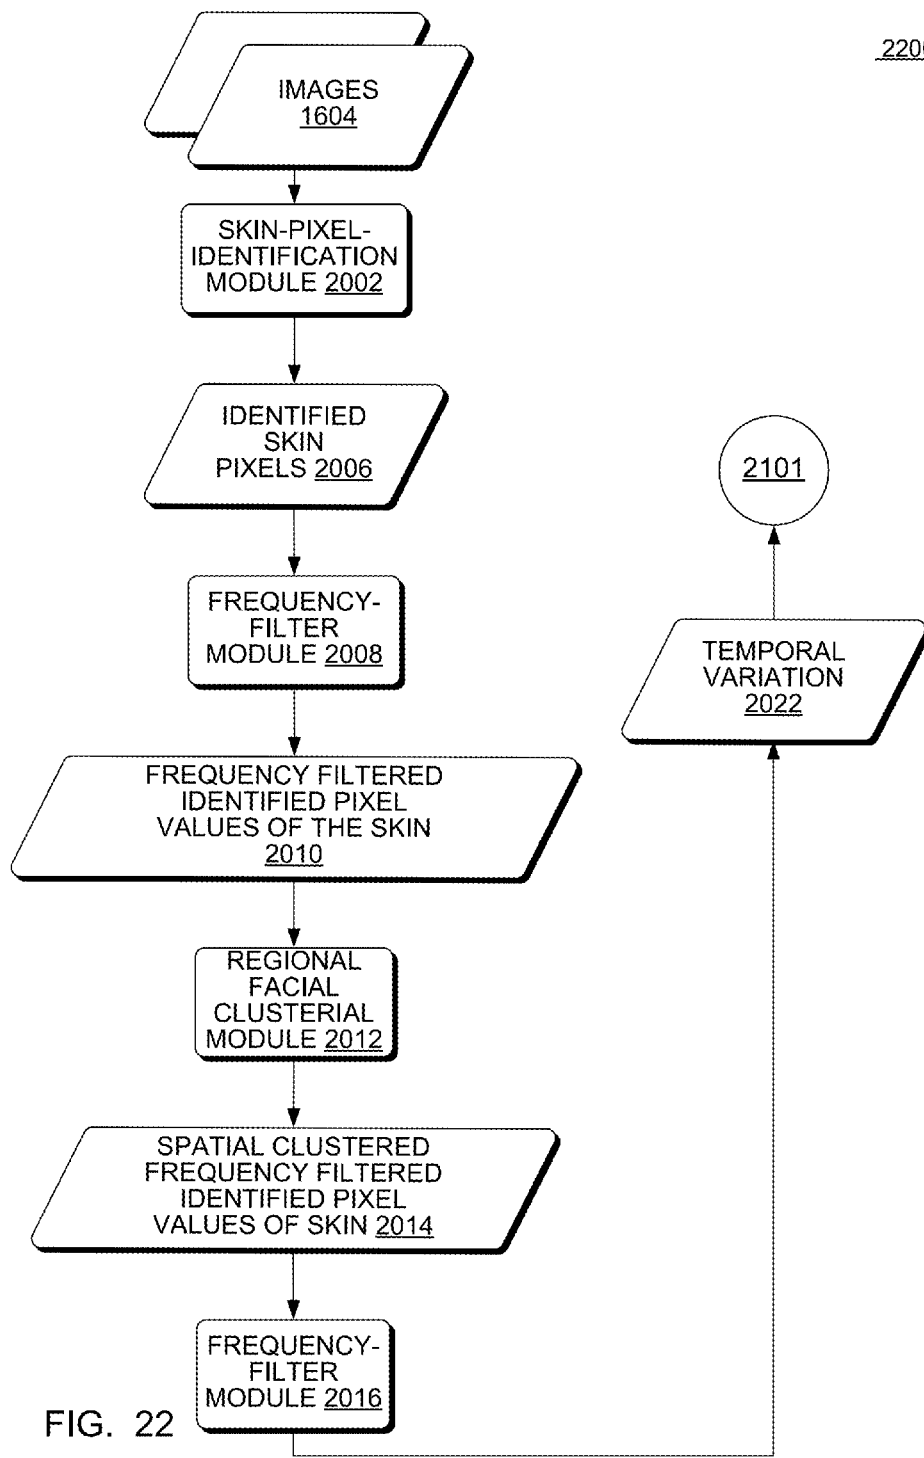 IMAGES
1604
SKIN-PIXEL-
IDENTIFICATION
MODULE 2002
IDENTIFIED
SKIN
PIXELS 2006
FREQUENCY-
FILTER
MODULE 2008
FREQUENCY FILTERED
IDENTIFIED PIXEL
VALUES OF THE SKIN
2010
REGIONAL
FACIAL
CLUSTERIAL
MODULE 2012
SPATIAL CLUSTERED
FREQUENCY FILTERED
IDENTIFIED PIXEL
VALUES OF SKIN 2014
FREQUENCY-
FILTER
MODULE 2016
FIG. 22
2101
TEMPORAL
VARIATION
2022